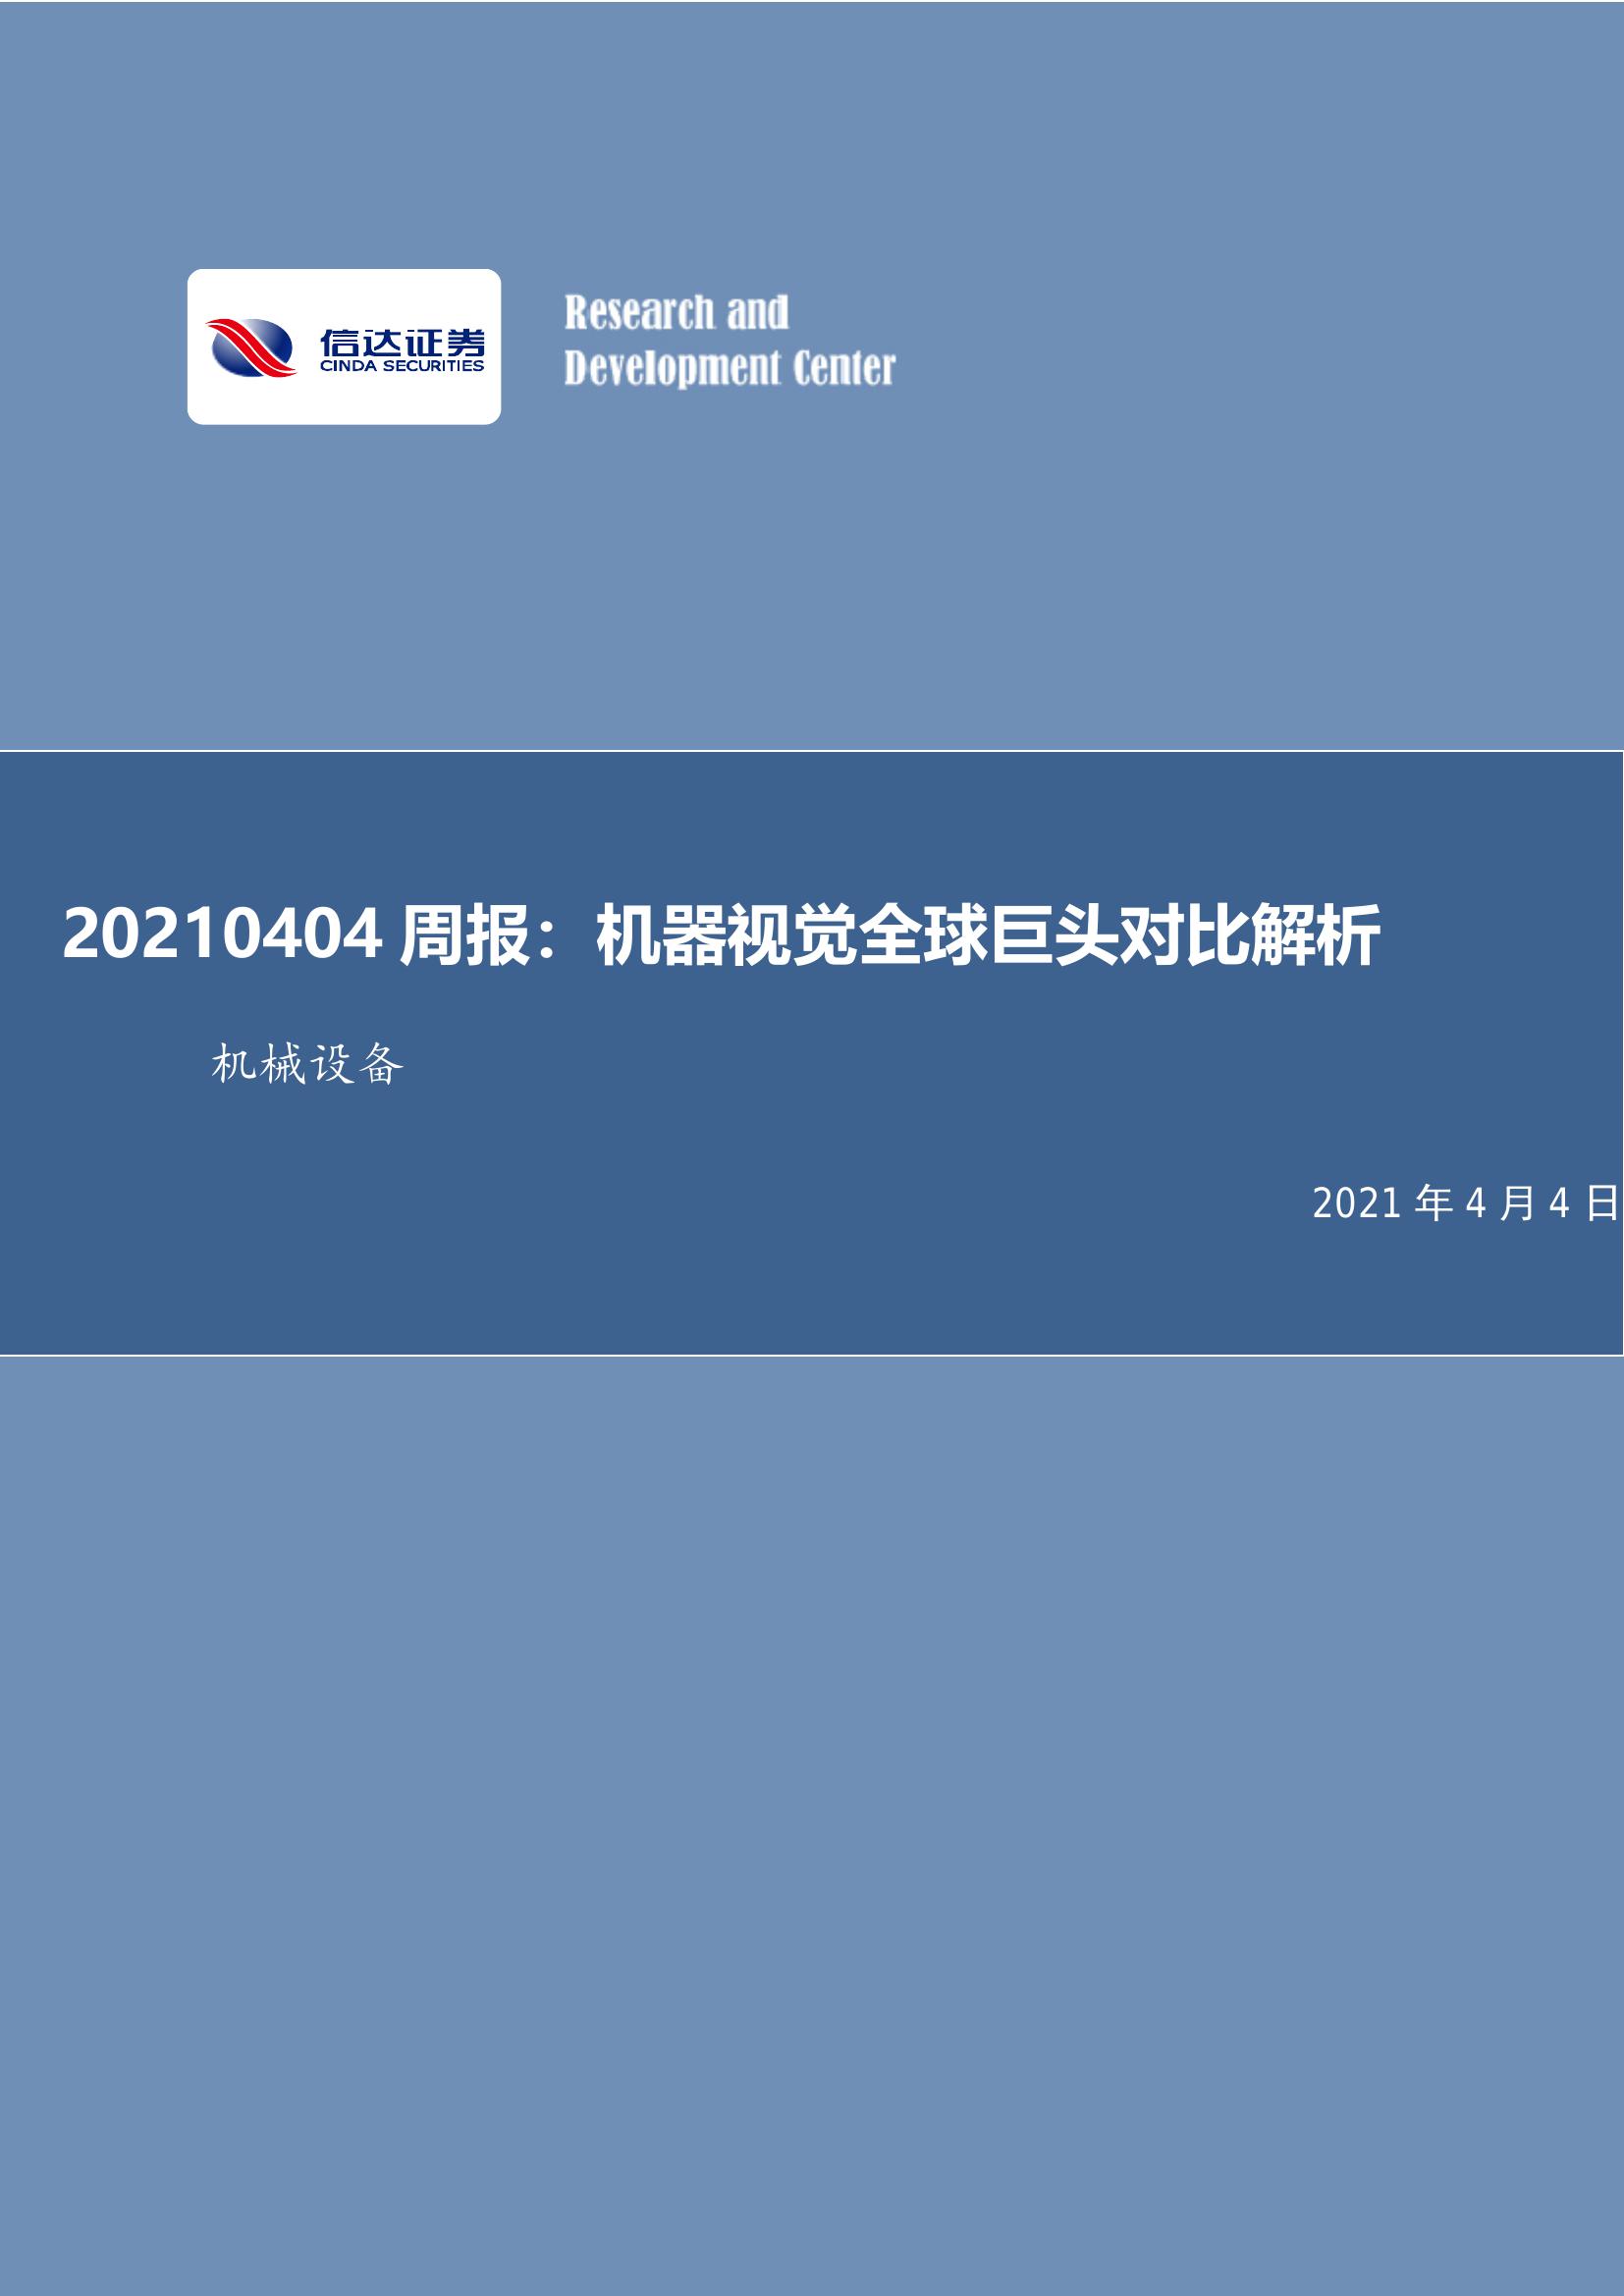 信达证券
CINDA SECURITIES
Research and
Development Center
20210404 周报：机器视觉全球巨头对比解析
机械设备
2021 年 4 月 4 日